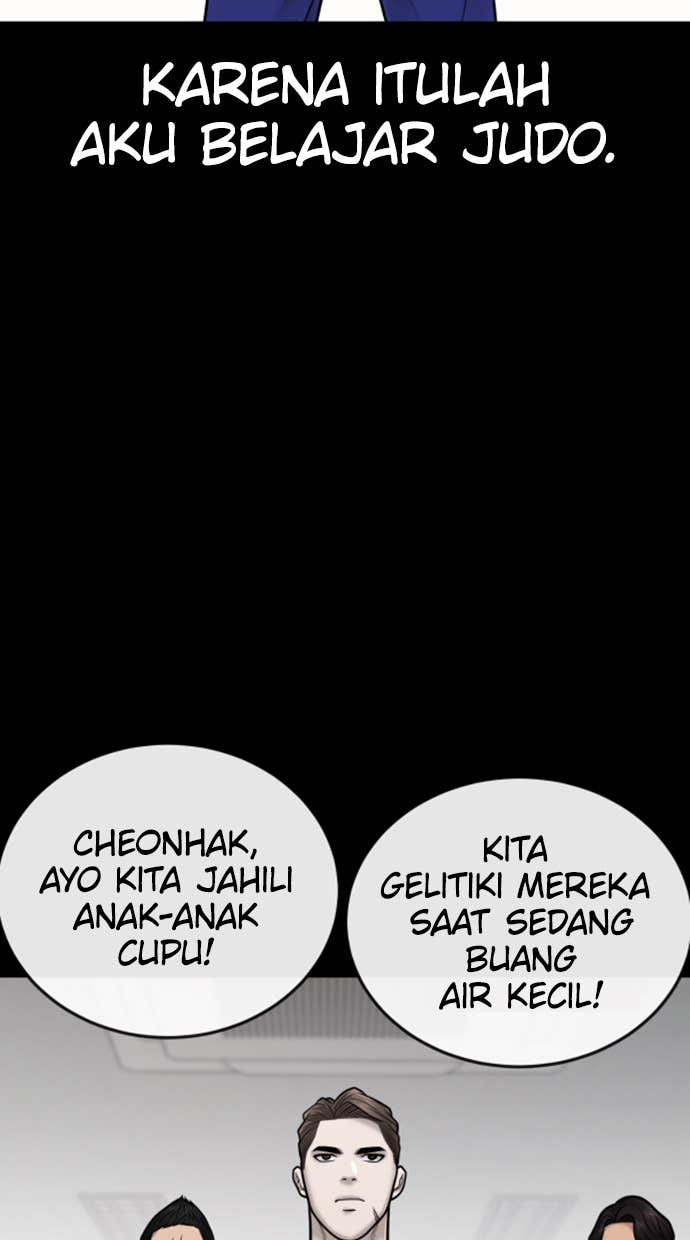 KARENA ITULAH
AKU BELAJAR JUDO.
CHEONHAK,
AYO KITA JAHILI
ANAK-ANAK
CUPU!
KITA
GELITIKI MEREKA
SAAT SEDANG
BUANG
AIR KECIL!